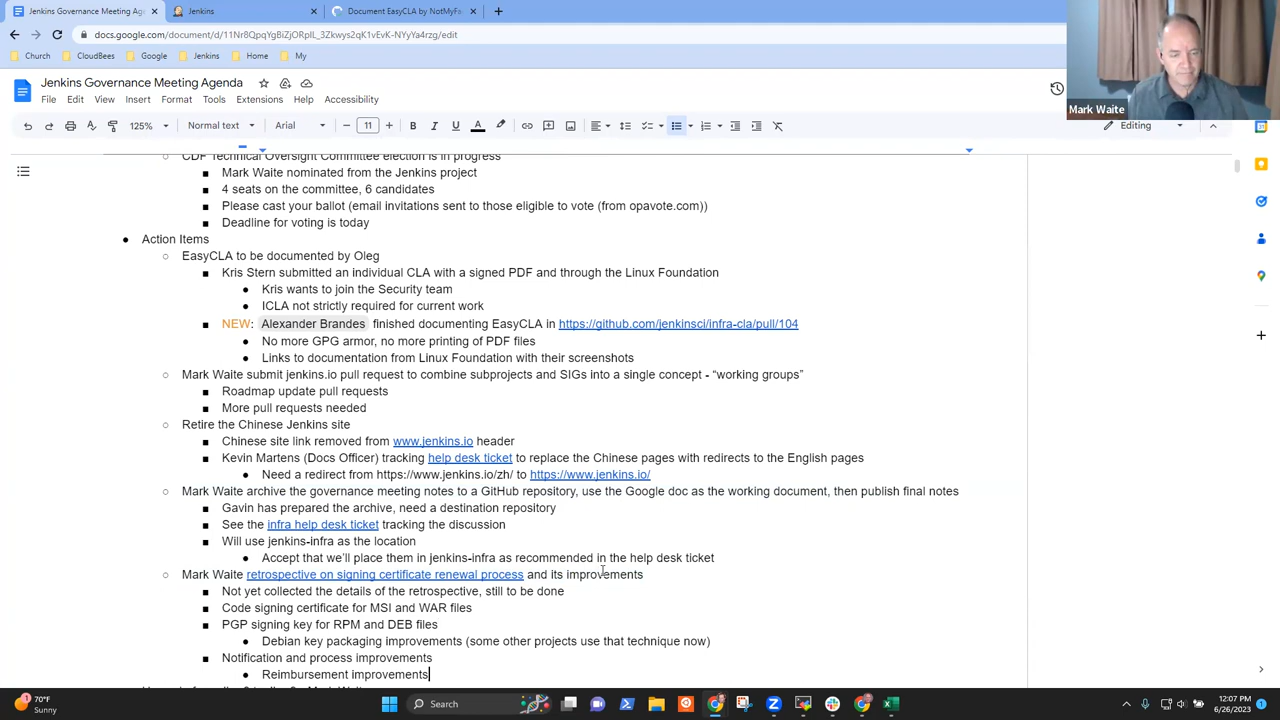 Jenkins Governance Meeting Age
Jenkins
Document EasyCLA by NotMyFa
docs.google.com/document/d/11Nr8QpqYgBiZjORpIL_3Zkwys2qK1vEvK-NYyYa4rzg/edit
Church
CloudBees
Google
Jenkins
Home
My
Jenkins Governance Meeting Agenda
File Edit View Insert Format Tools Extensions Help Accessibility
125% Normal text Arial 11 Editing
Mark Waite
CDF Technical Oversight Committee election is in progress
Mark Waite nominated from the Jenkins project
4 seats on the committee, 6 candidates
Please cast your ballot (email invitations sent to those eligible to vote (from opavote.com))
Deadline for voting is today
Action Items
EasyCLA to be documented by Oleg
Kris Stern submitted an individual CLA with a signed PDF and through the Linux Foundation
Kris wants to join the Security team
ICLA not strictly required for current work
NEW: Alexander Brandes finished documenting EasyCLA in https://github.com/jenkinsci/infra-cla/pull/104
No more GPG armor, no more printing of PDF files
Links to documentation from Linux Foundation with their screenshots
Mark Waite submit jenkins.io pull request to combine subprojects and SIGs into a single concept - “working groups”
Roadmap update pull requests
More pull requests needed
Retire the Chinese Jenkins site
Chinese site link removed from www.jenkins.io header
Kevin Martens (Docs Officer) tracking help desk ticket to replace the Chinese pages with redirects to the English pages
Need a redirect from https://www.jenkins.io/zh/ to https://www.jenkins.io/
Mark Waite archive the governance meeting notes to a GitHub repository, use the Google doc as the working document, then publish final notes
Gavin has prepared the archive, need a destination repository
See the infra help desk ticket tracking the discussion
Will use jenkins-infra as the location
Accept that we’ll place them in jenkins-infra as recommended in the help desk ticket
Mark Waite retrospective on signing certificate renewal process and its improvements
Not yet collected the details of the retrospective, still to be done
Code signing certificate for MSI and WAR files
PGP signing key for RPM and DEB files
Debian key packaging improvements (some other projects use that technique now)
Notification and process improvements
Reimbursement improvements
70°F
Sunny
Search
12:07 PM
6/26/2023